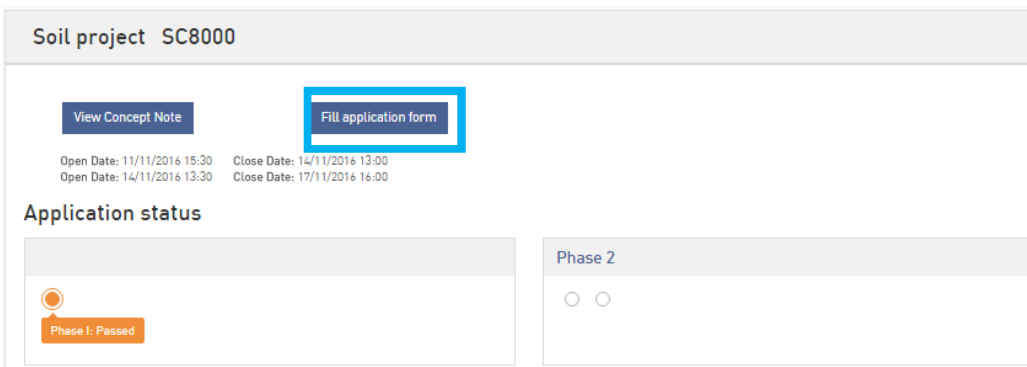 Soil project SC8000
View Concept Note Fill application form
Open Date: 11/11/2016 15:30 Close Date: 14/11/2016 13:00
Open Date: 14/11/2016 13:30 Close Date: 17/11/2016 16:00
Application status
Phase 2
Phase I: Passed